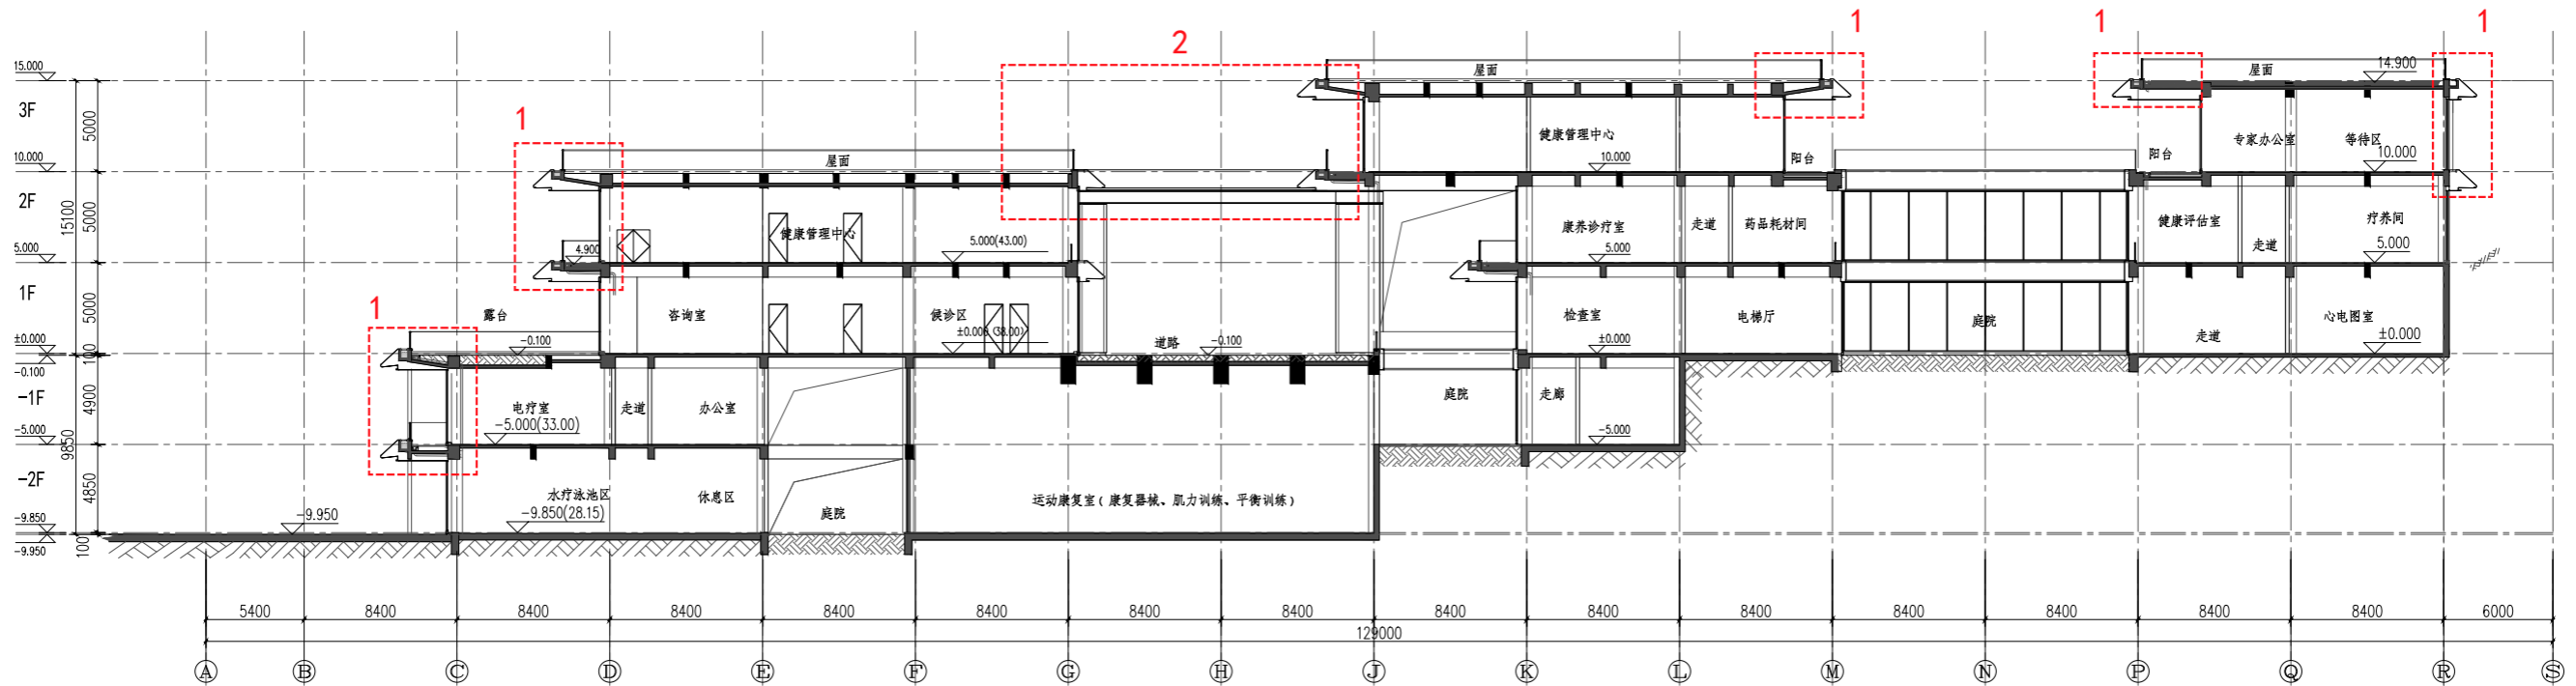 1
1
1
2
15.000
屋面
屋面
14.900
3F
5000
1
健康管理中心
专家办公室
等待区
10.000
屋面
10.000
阳台
阳台
10.000
2F
15100
5000
健康管理中心
5.000(43.00)
康养诊疗室
走道
药品耗材间
健康评估室
疗养间
5.000
4.900
5.000
走道
5.000
1F
5000
1
露台
咨询室
候诊区
检查室
电梯厅
庭院
心电图室
±0.000
-0.100
±0.000(38.00)
道路
-0.100
±0.000
走道
±0.000
-0.100
100
-1F
4900
电疗室
走道
办公室
庭院
走廊
-5.000(33.00)
-5.000
-5.000
9850
-2F
4850
水疗泳池区
休息区
庭院
运动康复室(康复器械、肌力训练、平衡训练)
-9.850
-9.950
-9.850(28.15)
-9.950
100
5400 8400 8400 8400 8400 8400 8400 8400 8400 8400 8400 8400 8400 8400 8400 6000
129000
A B C D E F G H J K L M N P Q R S